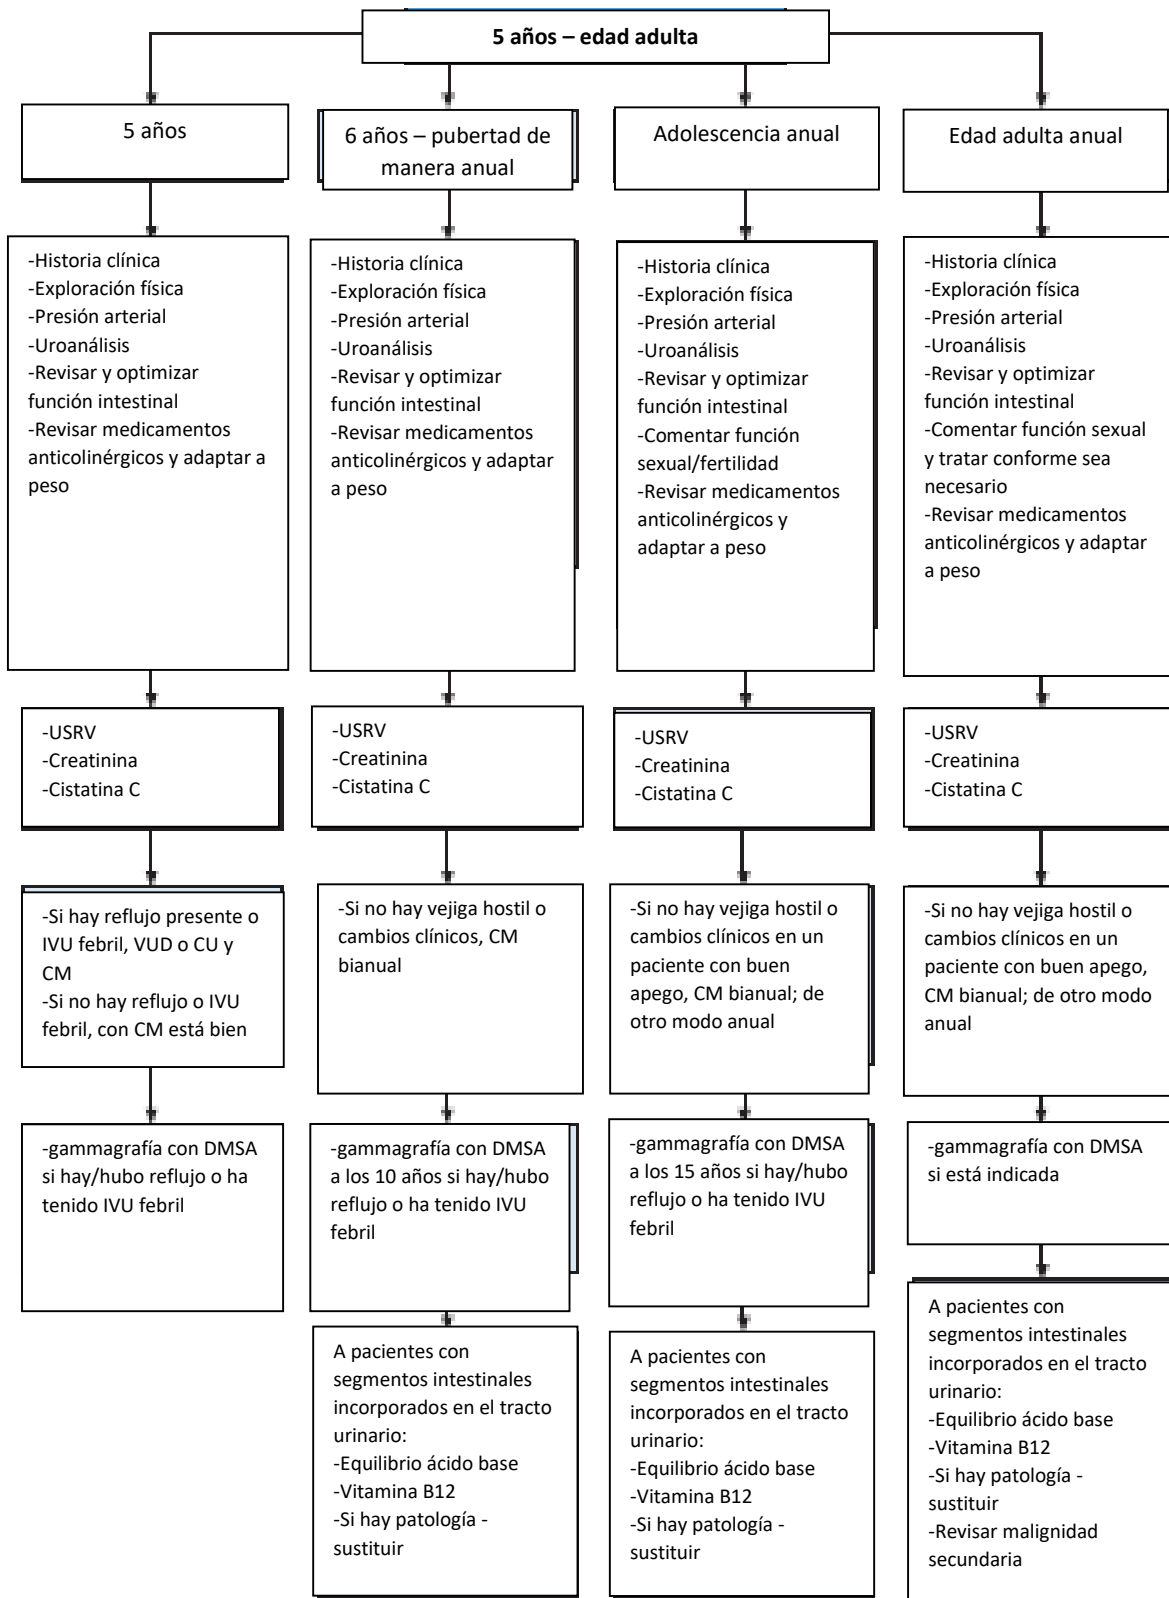 5 años – edad adulta
5 años
6 años – pubertad de
manera anual
Adolescencia anual
Edad adulta anual
-Historia clínica
-Exploración física
-Presión arterial
-Uroanálisis
-Revisar y optimizar
función intestinal
-Revisar medicamentos
anticolinérgicos y adaptar a
peso
-Historia clínica
-Exploración física
-Presión arterial
-Uroanálisis
-Revisar y optimizar
función intestinal
-Revisar medicamentos
anticolinérgicos y adaptar
a peso
-Historia clínica
-Exploración física
-Presión arterial
-Uroanálisis
-Revisar y optimizar
función intestinal
-Comentar función
sexual/fertilidad
-Revisar medicamentos
anticolinérgicos y
adaptar a peso
-Historia clínica
-Exploración física
-Presión arterial
-Uroanálisis
-Revisar y optimizar
función intestinal
-Comentar función sexual
y tratar conforme sea
necesario
-Revisar medicamentos
anticolinérgicos y adaptar
a peso
-USRV
-Creatinina
-Cistatina C
-USRV
-Creatinina
-Cistatina C
-USRV
-Creatinina
-Cistatina C
-USRV
-Creatinina
-Cistatina C
-Si hay reflujo presente o
IVU febril, VUD o CU y
CM
-Si no hay reflujo o IVU
febril, con CM está bien
-Si no hay vejiga hostil o
cambios clínicos, CM
bianual
-Si no hay vejiga hostil o
cambios clínicos en un
paciente con buen
apego, CM bianual; de
otro modo anual
-Si no hay vejiga hostil o
cambios clínicos en un
paciente con buen apego,
CM bianual; de otro modo
anual
-gammagrafía con DMSA
si hay/hubo reflujo o ha
tenido IVU febril
-gammagrafía con DMSA
a los 10 años si hay/hubo
reflujo o ha tenido IVU
febril
-gammagrafía con DMSA
a los 15 años si hay/hubo
reflujo o ha tenido IVU
febril
-gammagrafía con DMSA
si está indicada
A pacientes con
segmentos intestinales
incorporados en el tracto
urinario:
-Equilibrio ácido base
-Vitamina B12
-Si hay patología -
sustituir
A pacientes con
segmentos intestinales
incorporados en el tracto
urinario:
-Equilibrio ácido base
-Vitamina B12
-Si hay patología -
sustituir
A pacientes con
segmentos intestinales
incorporados en el tracto
urinario:
-Equilibrio ácido base
-Vitamina B12
-Si hay patología -
sustituir
-Revisar malignidad
secundaria